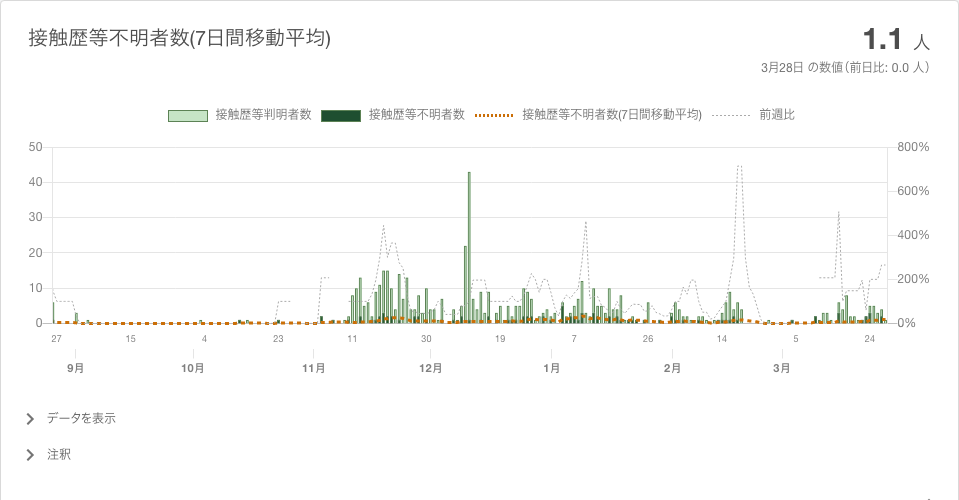 接触歴等不明者数(7日間移動平均)
1.1 人
3月28日 の数値（前日比: 0.0 人）
接触歴等判明者数 接触歴等不明者数 接触歴等不明者数(7日間移動平均) 前週比
50 800%
40 600%
30 400%
20 200%
10 0%
0
27 15 4 23 11 30 19 7 26 14 5 24
9月 10月 11月 12月 1月 2月 3月
データを表示
注釈